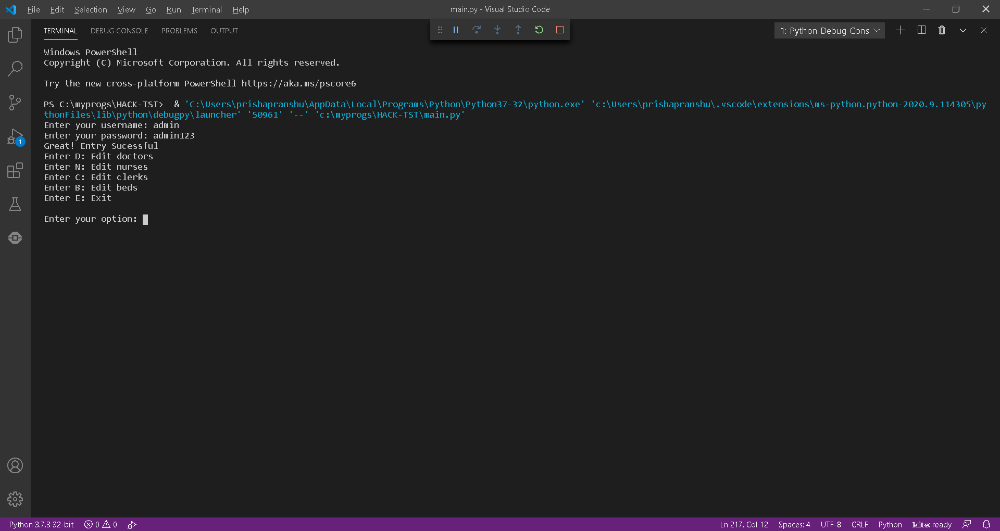 File Edit Selection View Go Run Terminal Help
main.py - Visual Studio Code
TERMINAL DEBUG CONSOLE PROBLEMS OUTPUT
1: Python Debug Cons
Windows PowerShell
Copyright (C) Microsoft Corporation. All rights reserved.
Try the new cross-platform PowerShell https://aka.ms/pscore6
PS C:\myprogs\HACK-TST>  & 'C:\Users\prishapranshu\AppData\Local\Programs\Python\Python37-32\python.exe' 'c:\Users\prishapranshu\.vscode\extensions\ms-python.python-2020.9.114305\py
thonFiles\lib\python\debugpy\launcher' '50961' '--' 'c:\myprogs\HACK-TST\main.py'
Enter your username: admin
Enter your password: admin123
Great! Entry Sucessful
Enter D: Edit doctors
Enter N: Edit nurses
Enter C: Edit clerks
Enter B: Edit beds
Enter E: Exit
Enter your option:
1
Python 3.7.3 32-bit 0 0 Ln 217, Col 12 Spaces: 4 UTF-8 CRLF Python kite: ready